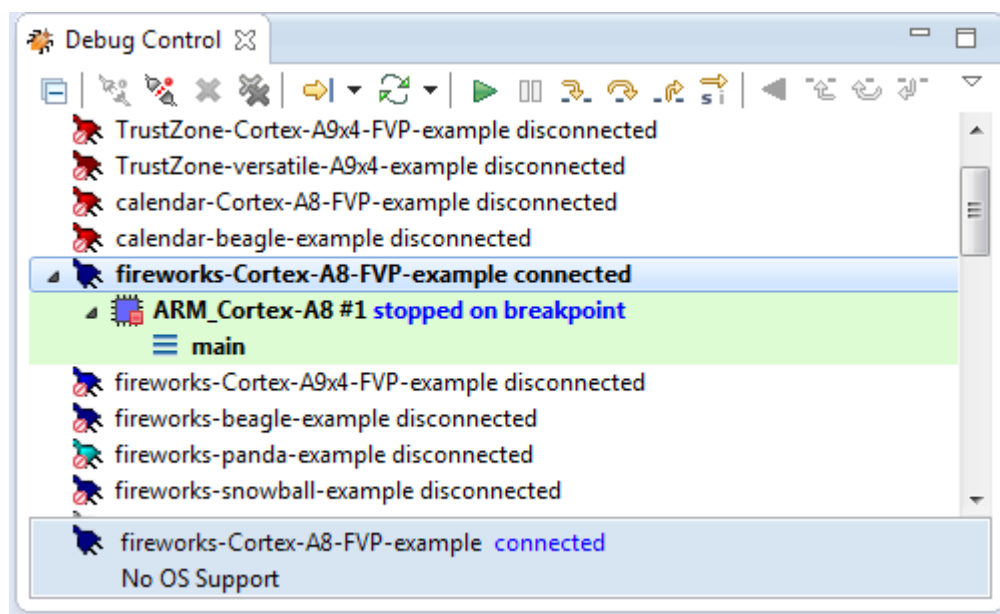 Debug Control
TrustZone-Cortex-A9x4-FVP-example disconnected
TrustZone-versatile-A9x4-example disconnected
calendar-Cortex-A8-FVP-example disconnected
calendar-beagle-example disconnected
fireworks-Cortex-A8-FVP-example connected
ARM_Cortex-A8 #1 stopped on breakpoint
main
fireworks-Cortex-A9x4-FVP-example disconnected
fireworks-beagle-example disconnected
fireworks-panda-example disconnected
fireworks-snowball-example disconnected
fireworks-Cortex-A8-FVP-example connected
No OS Support